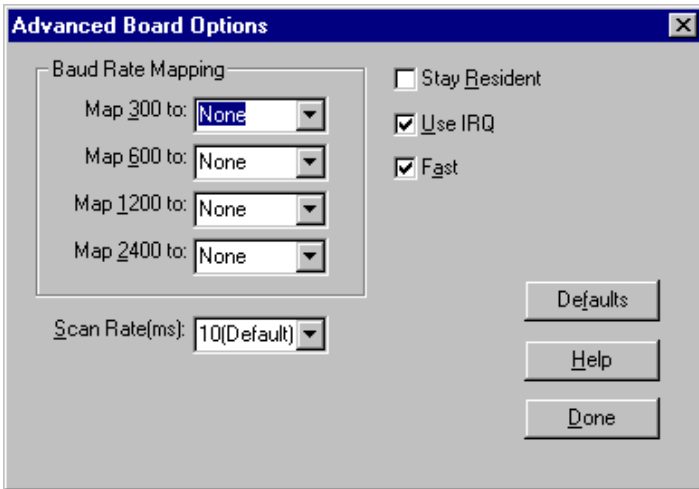 Advanced Board Options
Baud Rate Mapping
Map 300 to: None
Map 600 to: None
Map 1200 to: None
Map 2400 to: None
Scan Rate(ms): 10(Default)
Stay Resident
Use IRQ
Fast
Defaults
Help
Done